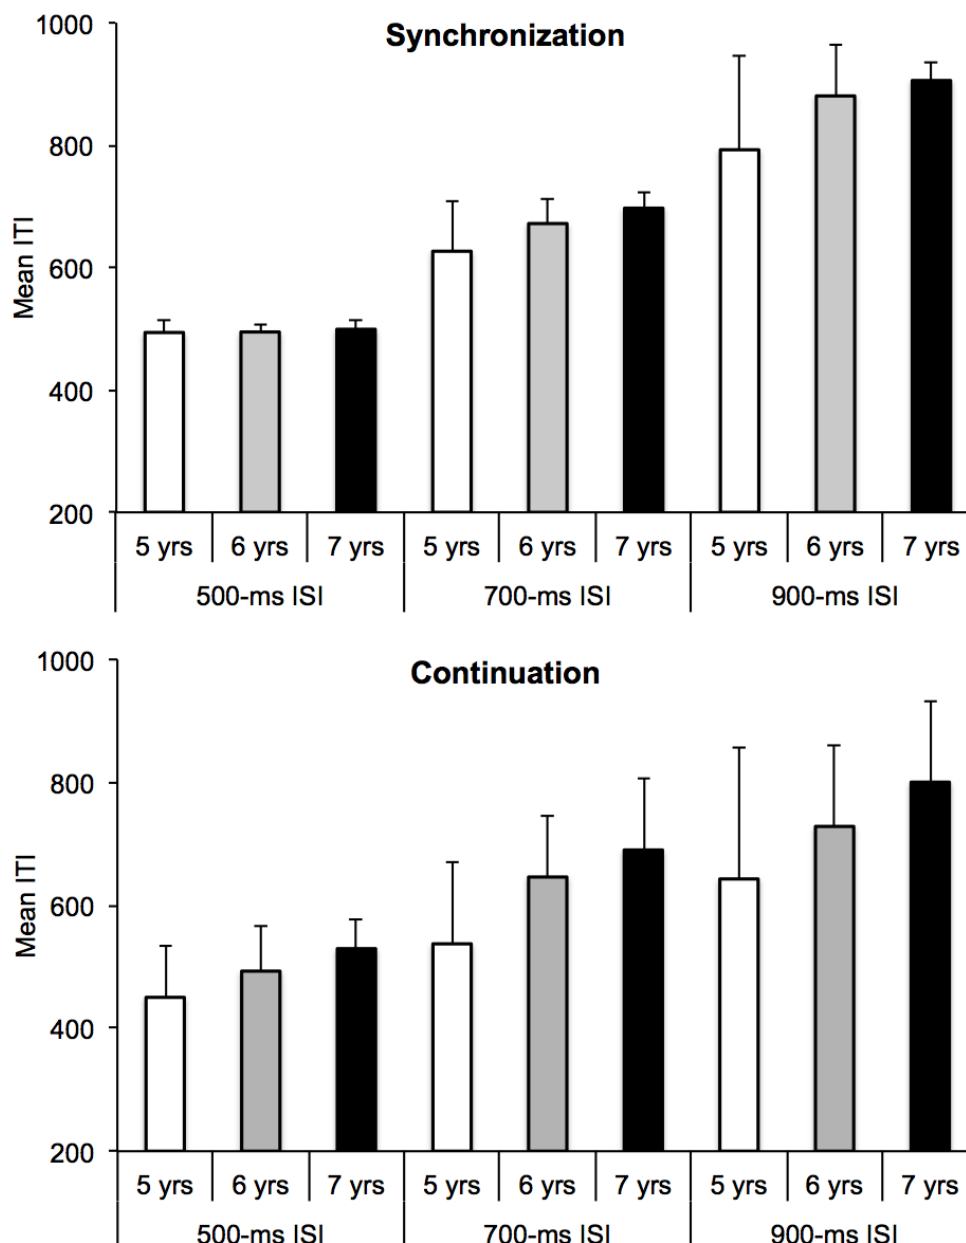 Synchronization
Mean ITI
1000
800
600
400
200
5 yrs 6 yrs 7 yrs 5 yrs 6 yrs 7 yrs 5 yrs 6 yrs 7 yrs
500-ms ISI 700-ms ISI 900-ms ISI
Continuation
Mean ITI
1000
800
600
400
200
5 yrs 6 yrs 7 yrs 5 yrs 6 yrs 7 yrs 5 yrs 6 yrs 7 yrs
500-ms ISI 700-ms ISI 900-ms ISI